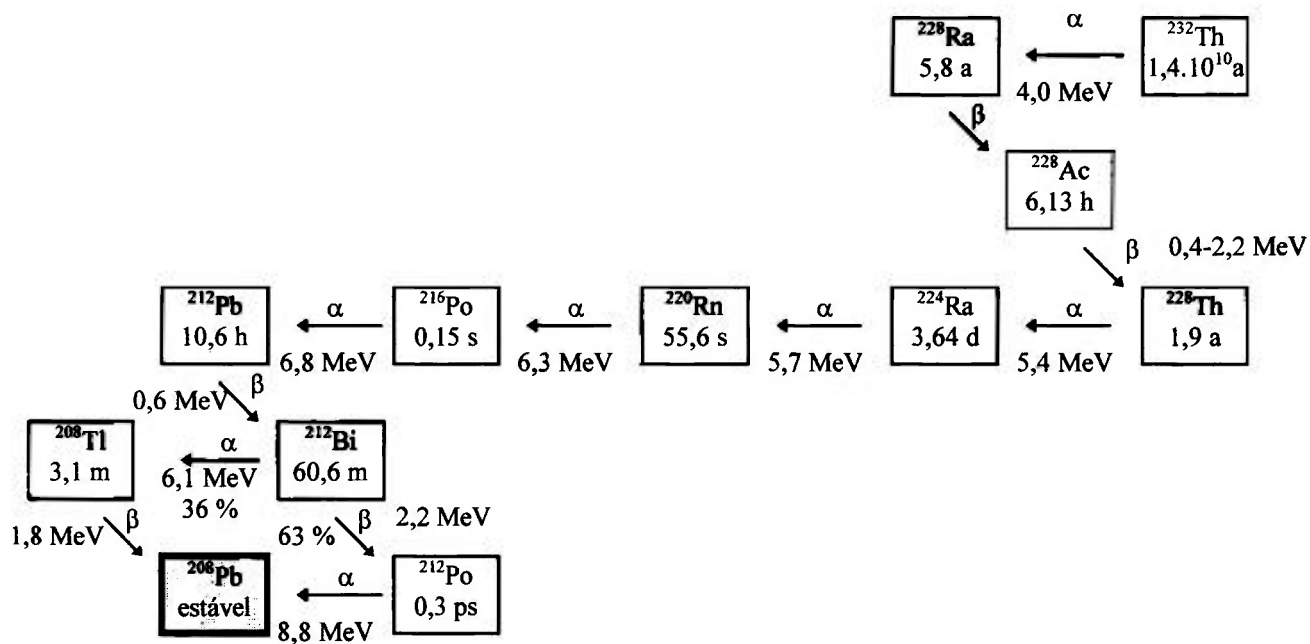 ²²⁸Ra
5,8 a
α
4,0 MeV
²³²Th
1,4.10¹⁰a
β
²²⁸Ac
6,13 h
β
0,4-2,2 MeV
²¹²Pb
10,6 h
α
6,8 MeV
²¹⁶Po
0,15 s
α
6,3 MeV
²²⁰Rn
55,6 s
α
5,7 MeV
²²⁴Ra
3,64 d
α
5,4 MeV
²²⁸Th
1,9 a
0,6 MeV
β
²⁰⁸Tl
3,1 m
α
6,1 MeV
36 %
²¹²Bi
60,6 m
1,8 MeV
β
63 %
β
2,2 MeV
²⁰⁸Pb
estável
α
8,8 MeV
²¹²Po
0,3 ps